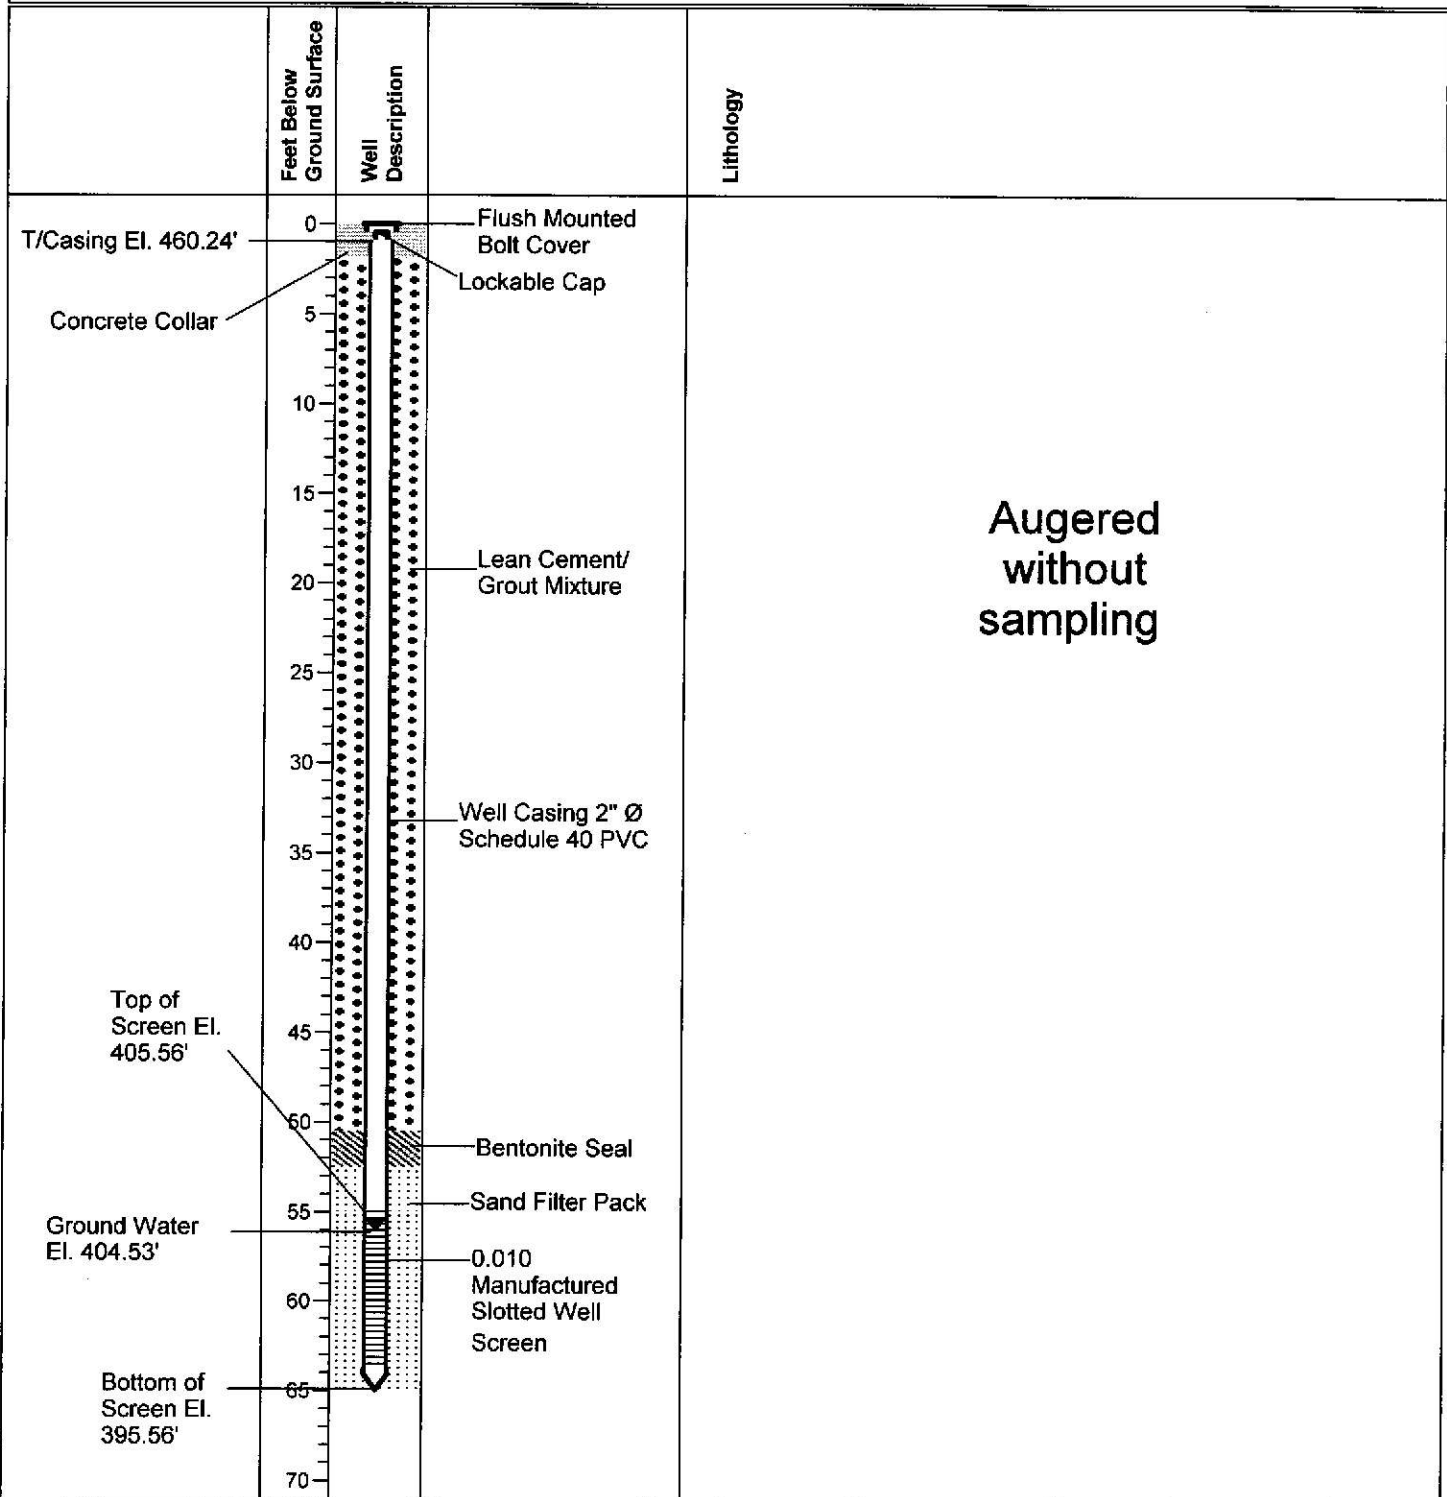 Feet Below
Ground Surface
Well
Description
Lithology
0
Flush Mounted
Bolt Cover
T/Casing El. 460.24'
Lockable Cap
Concrete Collar
5
10
15
Augered
without
sampling
Lean Cement/
Grout Mixture
20
25
30
Well Casing 2" Ø
Schedule 40 PVC
35
40
Top of
Screen El.
405.56'
45
50
Bentonite Seal
Sand Filter Pack
55
Ground Water
El. 404.53'
0.010
Manufactured
Slotted Well
Screen
60
Bottom of
Screen El.
395.56'
65
70